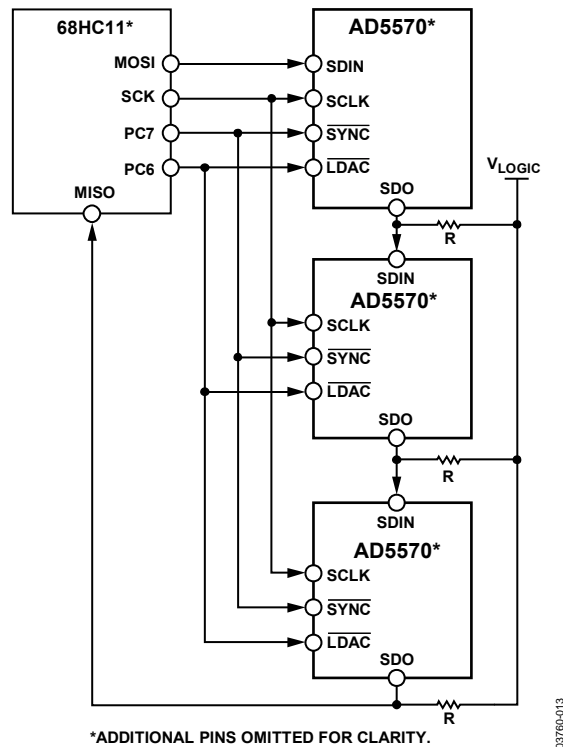 68HC11*
MOSI
SCK
PC7
PC6
MISO
AD5570*
SDIN
SCLK
SYNC
LDAC
SDO
VLOGIC
R
SDIN
AD5570*
SCLK
SYNC
LDAC
SDO
R
SDIN
AD5570*
SCLK
SYNC
LDAC
SDO
R
*ADDITIONAL PINS OMITTED FOR CLARITY.
03760-013